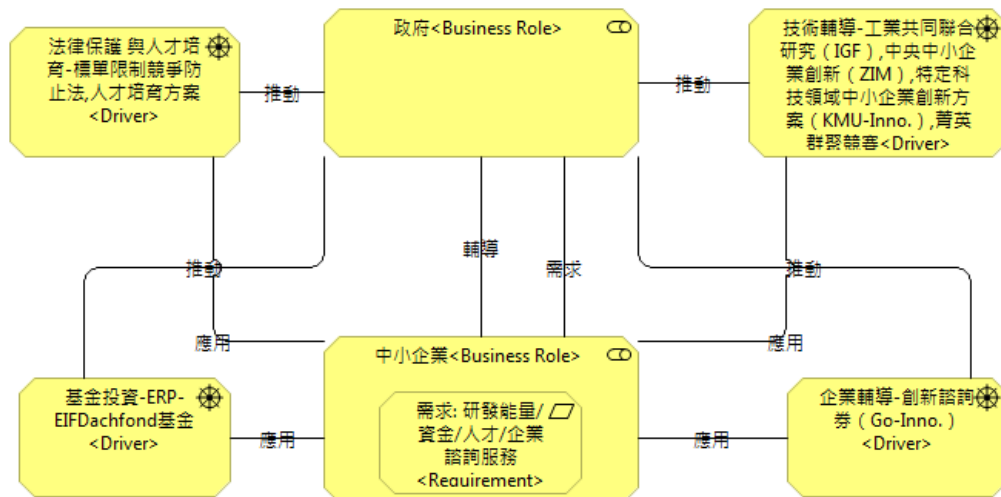 法律保護 與人才培
育-標單限制競爭防
止法,人才培育方案
<Driver>
推動
政府<Business Role>
推動
技術輔導-工業共同聯合
研究（IGF）,中央中小企
業創新（ZIM）,特定科
技領域中小企業創新方
案（KMU-Inno.）,菁英
群聚競賽<Driver>
推動
輔導
需求
推動
應用
應用
基金投資-ERP-
EIFDachfond基金
<Driver>
應用
中小企業<Business Role>
需求: 研發能量/
資金/人才/企業
諮詢服務
<Requirement>
應用
企業輔導-創新諮詢
券（Go-Inno.）
<Driver>